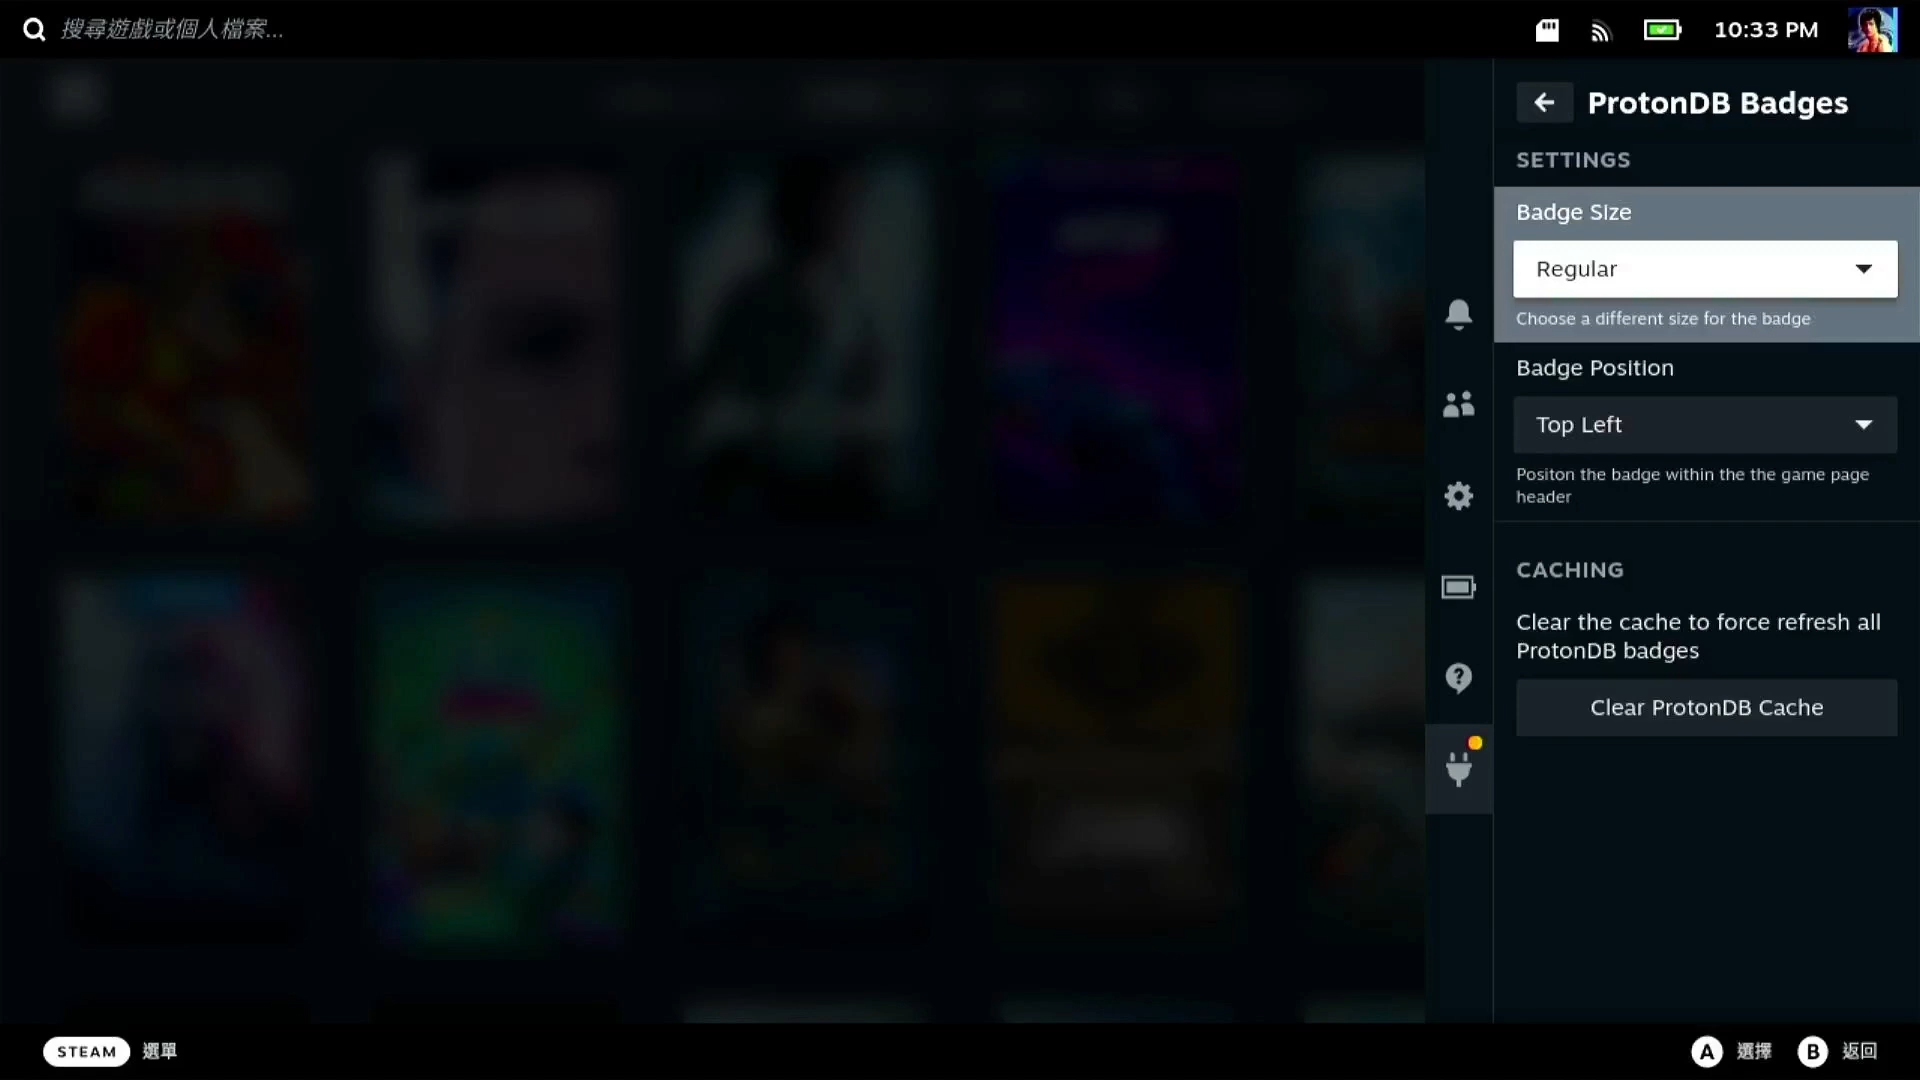 搜尋遊戲或個人檔案...
10:33 PM
ProtonDB Badges
SETTINGS
Badge Size
Regular
Choose a different size for the badge
Badge Position
Top Left
Positon the badge within the the game page
header
CACHING
Clear the cache to force refresh all
ProtonDB badges
Clear ProtonDB Cache
STEAM 選單
A 選擇 B 返回